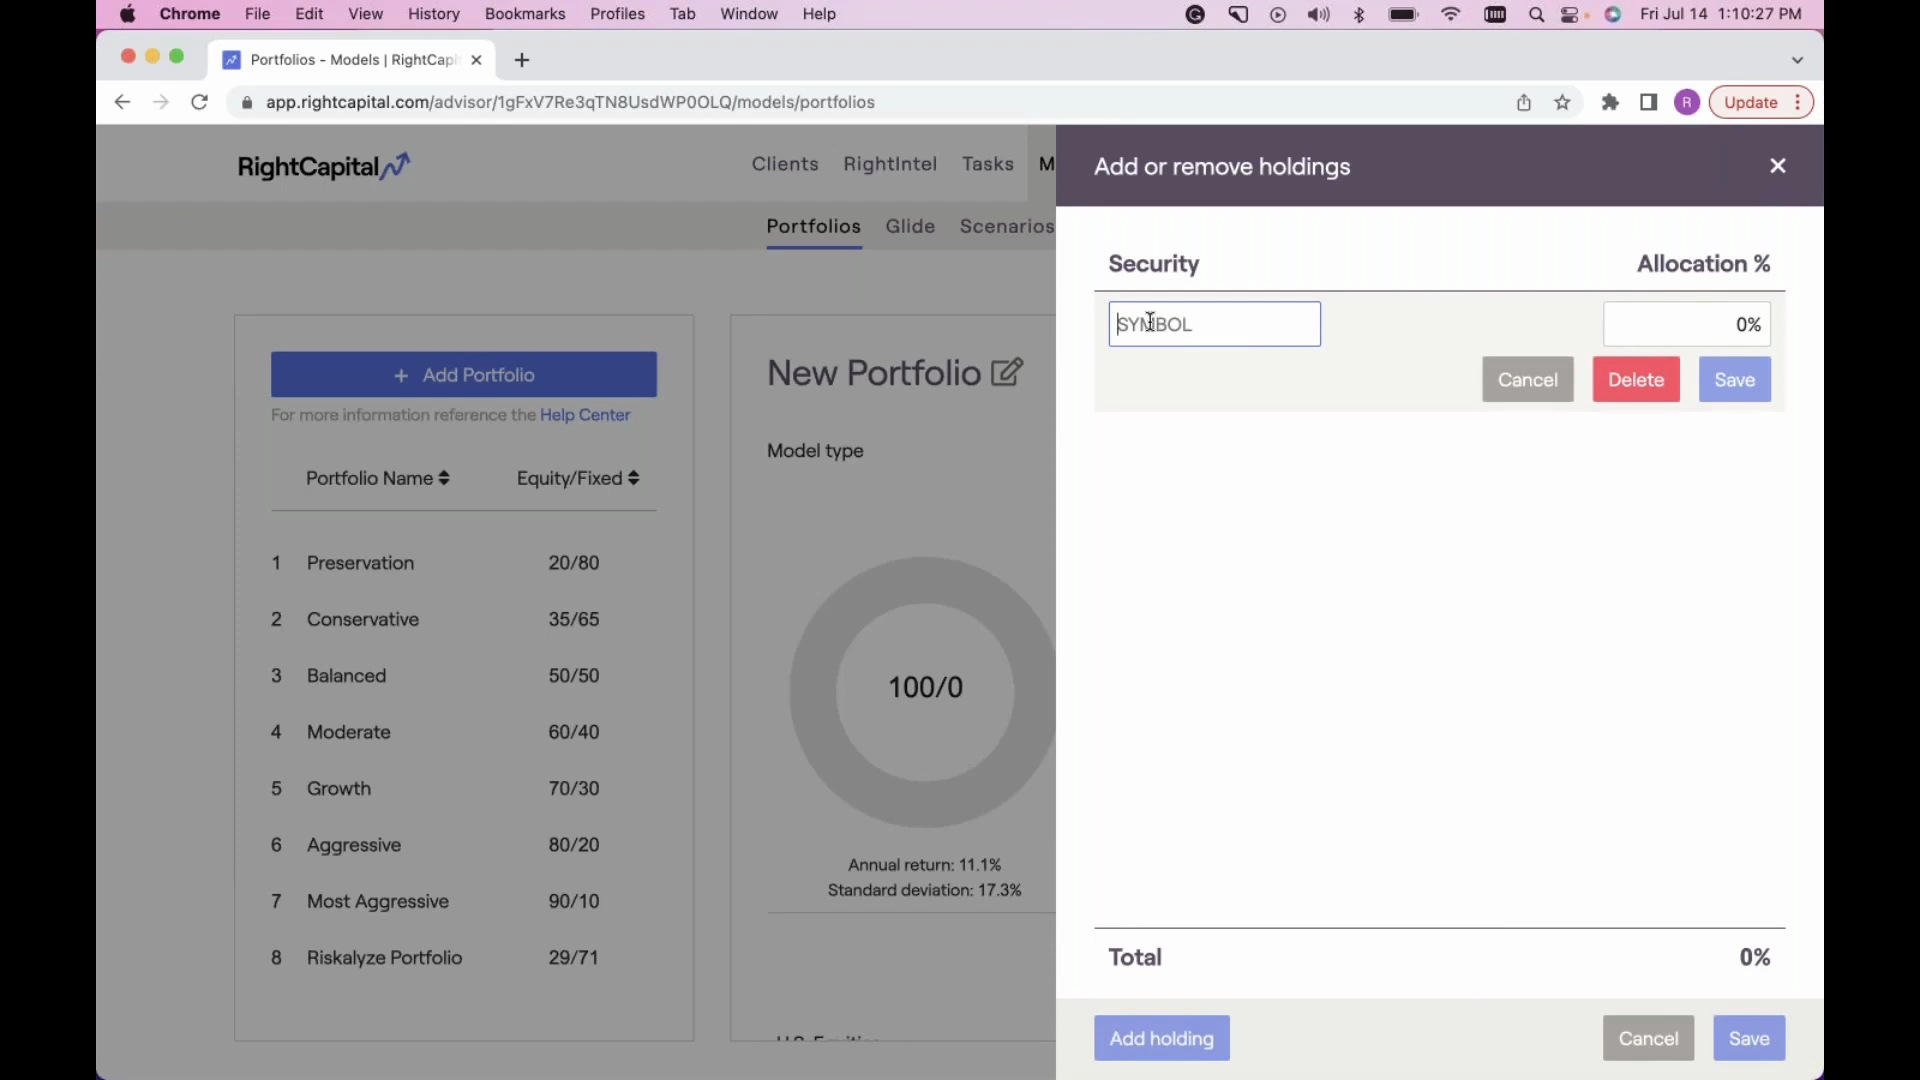 Chrome File Edit View History Bookmarks Profiles Tab Window Help Fri Jul 14 1:10:27 PM
Portfolios - Models | RightCapi
app.rightcapital.com/advisor/1gFxV7Re3qTN8UsdWP0OLQ/models/portfolios R Update
RightCapital
Clients RightIntel Tasks M
Portfolios Glide Scenarios
+ Add Portfolio
For more information reference the Help Center
Portfolio Name Equity/Fixed
1 Preservation 20/80
2 Conservative 35/65
3 Balanced 50/50
4 Moderate 60/40
5 Growth 70/30
6 Aggressive 80/20
7 Most Aggressive 90/10
8 Riskalyze Portfolio 29/71
New Portfolio
Model type
100/0
Annual return: 11.1%
Standard deviation: 17.3%
Add or remove holdings
Security Allocation %
SYMBOL 0%
Cancel Delete Save
Total 0%
Add holding Cancel Save